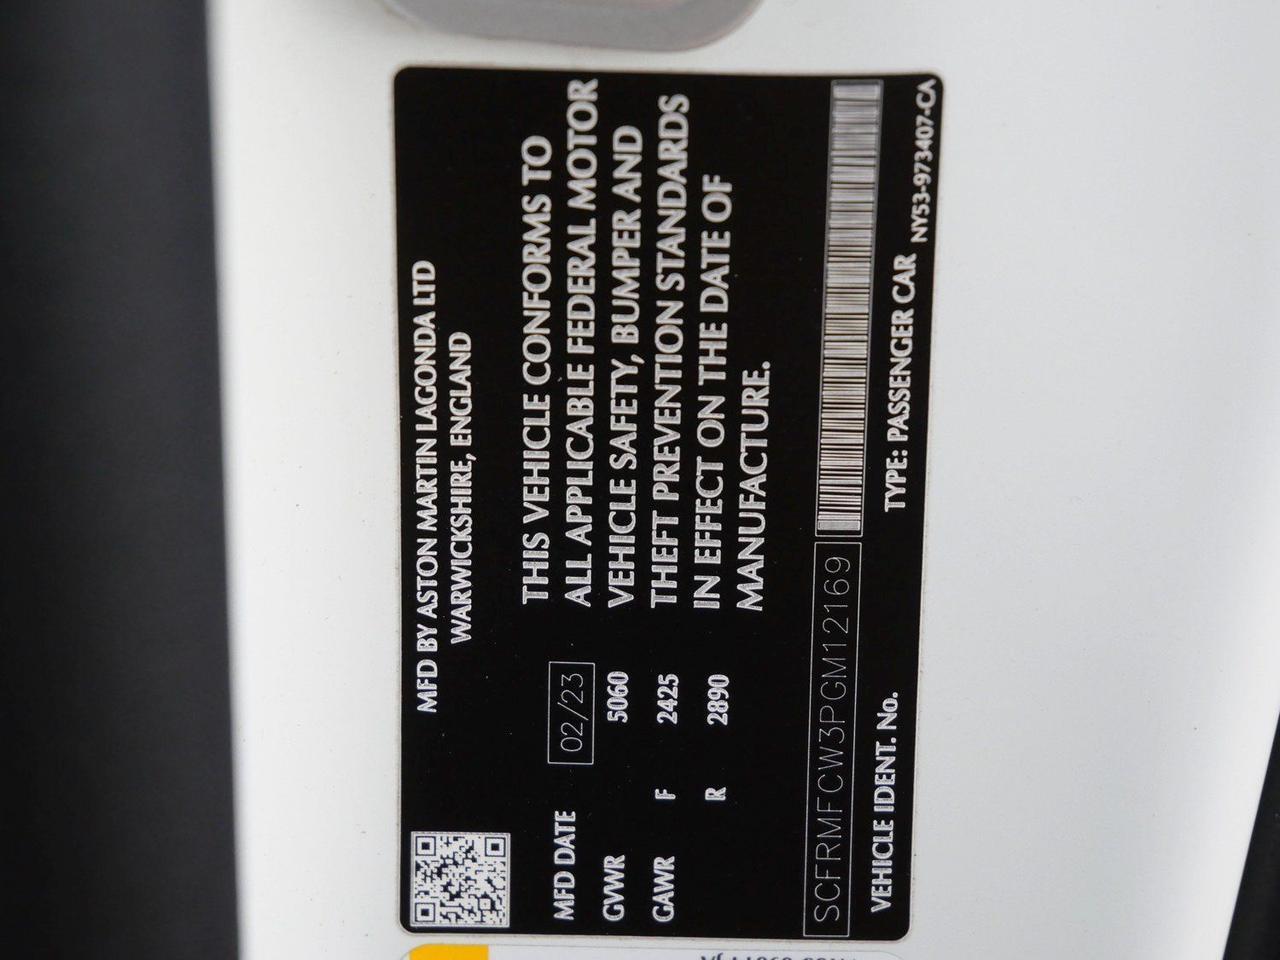 MFD BY ASTON MARTIN LAGONDA LTD
WARWICKSHIRE, ENGLAND
MFD DATE 02/23
GVWR 5060
GAWR F 2425
R 2890
THIS VEHICLE CONFORMS TO
ALL APPLICABLE FEDERAL MOTOR
VEHICLE SAFETY, BUMPER AND
THEFT PREVENTION STANDARDS
IN EFFECT ON THE DATE OF
MANUFACTURE.
SCFRMFCW3PGM12169
VEHICLE IDENT. No. TYPE: PASSENGER CAR NY53-973407-CA